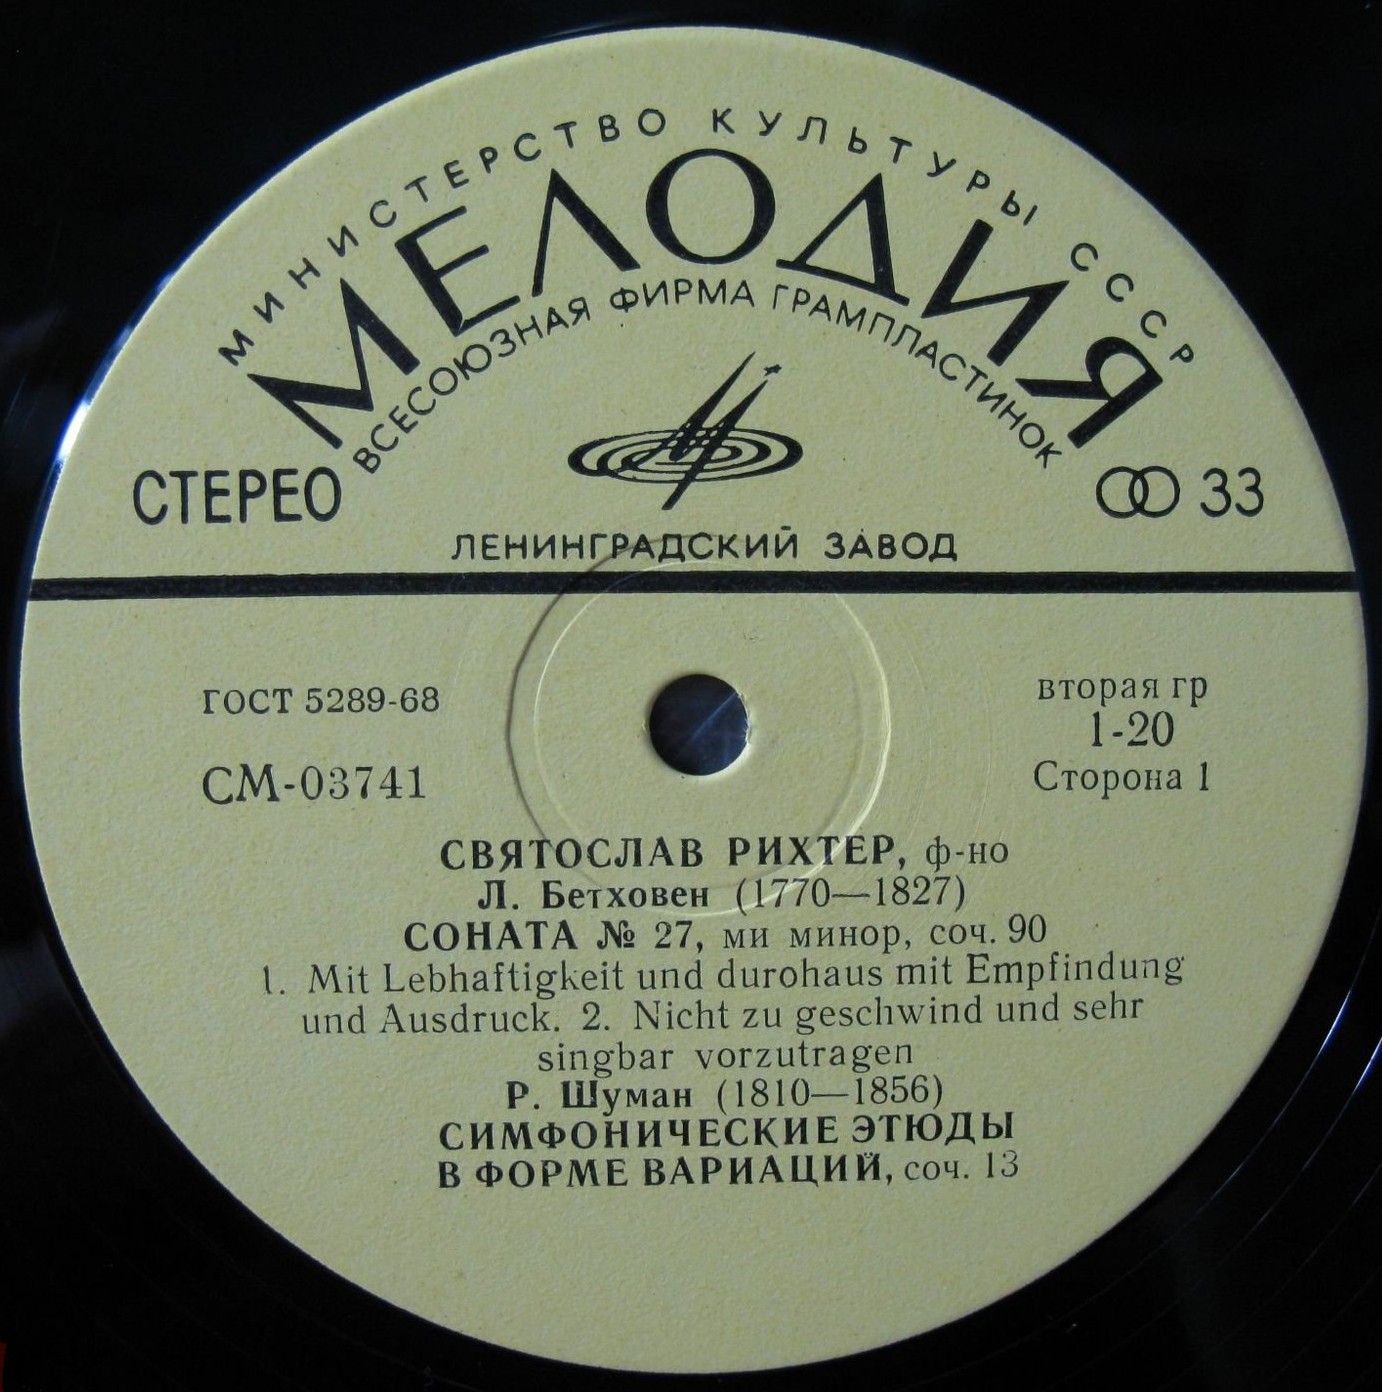 МИНИСТЕРСТВО КУЛЬТУРЫ СССР
МЕЛОДИЯ
ВСЕСОЮЗНАЯ ФИРМА ГРАМПЛАСТИНОК
СТЕРЕО
33
ЛЕНИНГРАДСКИЙ ЗАВОД
ГОСТ 5289-68
СМ-03741
вторая гр
1-20
Сторона 1
СВЯТОСЛАВ РИХТЕР, ф-но
Л. Бетховен (1770—1827)
СОНАТА № 27, ми минор, соч. 90
1. Mit Lebhaftigkeit und durohaus mit Empfindung
und Ausdruck. 2. Nicht zu geschwind und sehr
singbar vorzutragen
Р. Шуман (1810—1856)
СИМФОНИЧЕСКИЕ ЭТЮДЫ
В ФОРМЕ ВАРИАЦИЙ, соч. 13